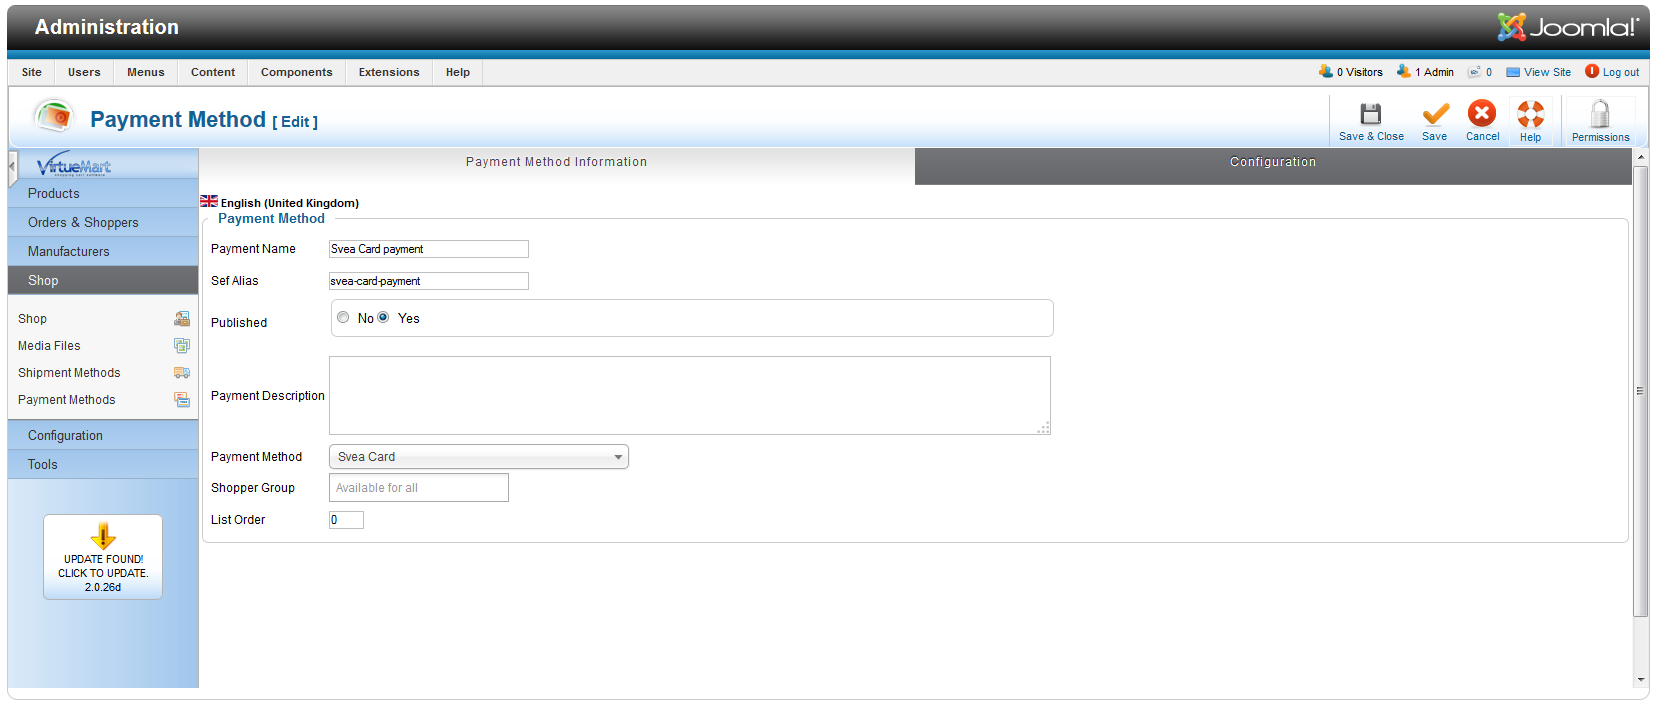 Administration
Joomla!
Site Users Menus Content Components Extensions Help
0 Visitors 1 Admin 0 View Site Log out
Payment Method [ Edit ]
Save & Close Save Cancel Help Permissions
VirtueMart
Products
Orders & Shoppers
Manufacturers
Shop
Shop
Media Files
Shipment Methods
Payment Methods
Configuration
Tools
UPDATE FOUND!
CLICK TO UPDATE.
2.0.26d
Payment Method Information Configuration
English (United Kingdom)
Payment Method
Payment Name Svea Card payment
Sef Alias svea-card-payment
Published No Yes
Payment Description
Payment Method Svea Card
Shopper Group Available for all
List Order 0